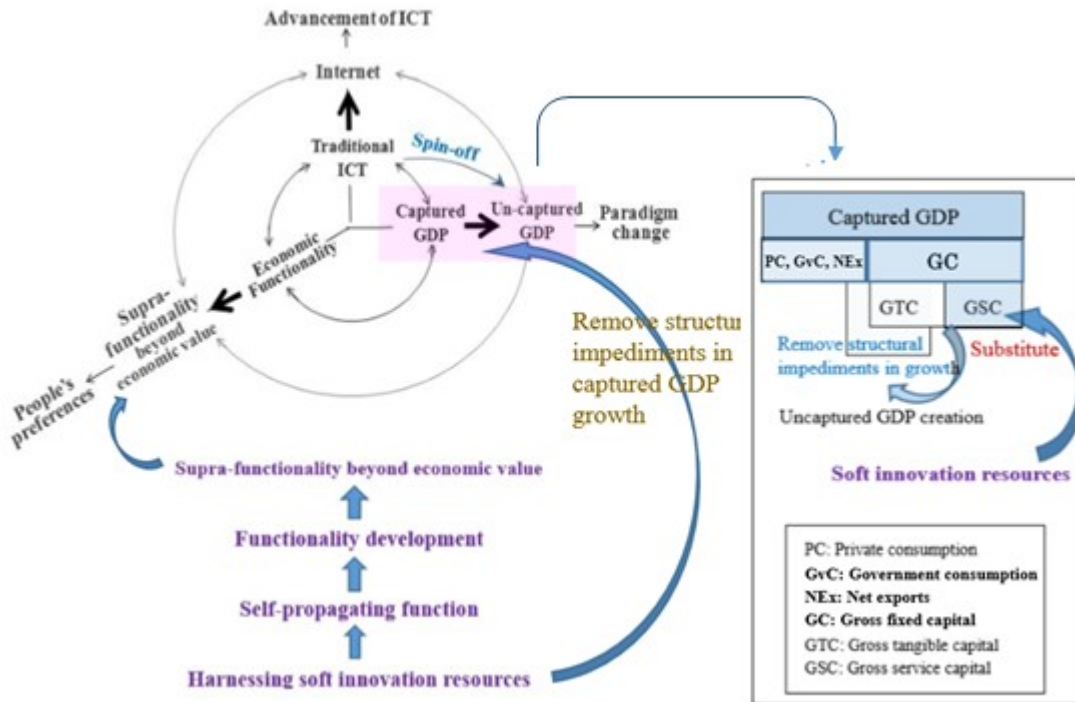 Advancement of ICT
Internet
Traditional
ICT
Spin-off
Captured
GDP
Un-captured
GDP
Paradigm
change
Economic
Functionality
Supra-
functionality
beyond
economic value
People's
preferences
Remove structu
impediments in
captured GDP
growth
Supra-functionality beyond economic value
Functionality development
Self-propagating function
Harnessing soft innovation resources
Captured GDP
PC, GvC, NEx
GC
GTC
GSC
Remove structural
impediments in growth
Substitute
Uncaptured GDP creation
Soft innovation resources
PC: Private consumption
GvC: Government consumption
NEx: Net exports
GC: Gross fixed capital
GTC: Gross tangible capital
GSC: Gross service capital